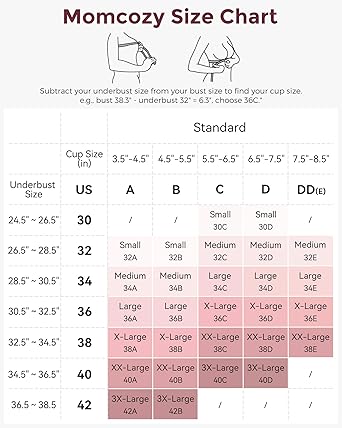 Momcozy Size Chart
Subtract your underbust size from your bust size to find your cup size.
e.g., bust 38.3" - underbust 32" = 6.3", choose 36C."
Standard
Cup Size (in) 3.5"-4.5" 4.5"-5.5" 5.5"-6.5" 6.5"-7.5" 7.5"-8.5"
Underbust Size US A B C D DD(E)
24.5" ~ 26.5" 30 / / Small 30C Small 30D /
26.5" ~ 28.5" 32 Small 32A Small 32B Medium 32C Medium 32D Medium 32E
28.5" ~ 30.5" 34 Medium 34A Medium 34B Large 34C Large 34D Large 34E
30.5" ~ 32.5" 36 Large 36A Large 36B X-Large 36C X-Large 36D X-Large 36E
32.5" ~ 34.5" 38 X-Large 38A X-Large 38B XX-Large 38C XX-Large 38D XX-Large 38E
34.5" ~ 36.5" 40 XX-Large 40A XX-Large 40B 3X-Large 40C 3X-Large 40D /
36.5 ~ 38.5" 42 3X-Large 42A 3X-Large 42B / / /